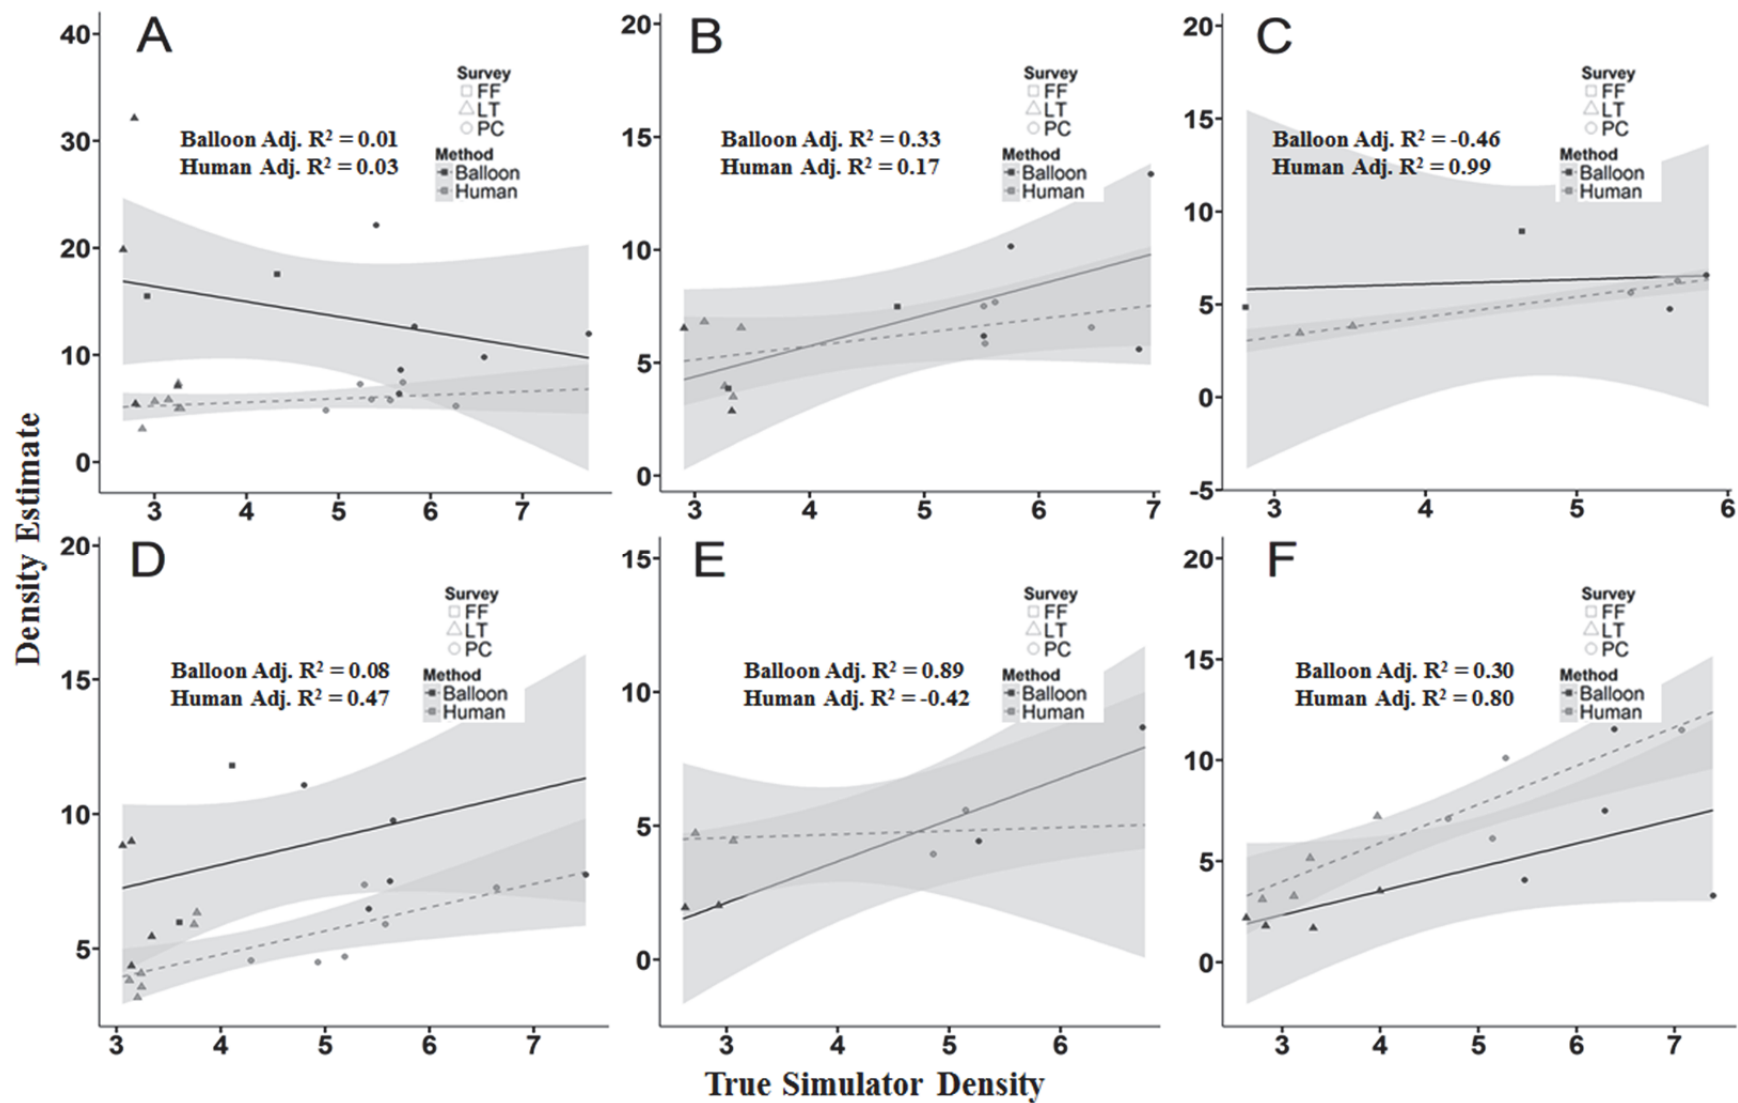 A
Survey
FF
LT
PC
Balloon Adj. R² = 0.01
Human Adj. R² = 0.03
Method
Balloon
Human
40
30
20
10
0
3 4 5 6 7
B
Survey
FF
LT
PC
Balloon Adj. R² = 0.33
Human Adj. R² = 0.17
Method
Balloon
Human
20
15
10
5
0
3 4 5 6 7
C
Survey
FF
LT
PC
Balloon Adj. R² = -0.46
Human Adj. R² = 0.99
Method
Balloon
Human
20
15
10
5
0
-5
3 4 5 6
Density Estimate
D
Survey
FF
LT
PC
Balloon Adj. R² = 0.08
Human Adj. R² = 0.47
Method
Balloon
Human
20
15
10
5
3 4 5 6 7
E
Survey
FF
LT
PC
Balloon Adj. R² = 0.89
Human Adj. R² = -0.42
Method
Balloon
Human
15
10
5
0
3 4 5 6
F
Survey
FF
LT
PC
Balloon Adj. R² = 0.30
Human Adj. R² = 0.80
Method
Balloon
Human
20
15
10
5
0
3 4 5 6 7
True Simulator Density